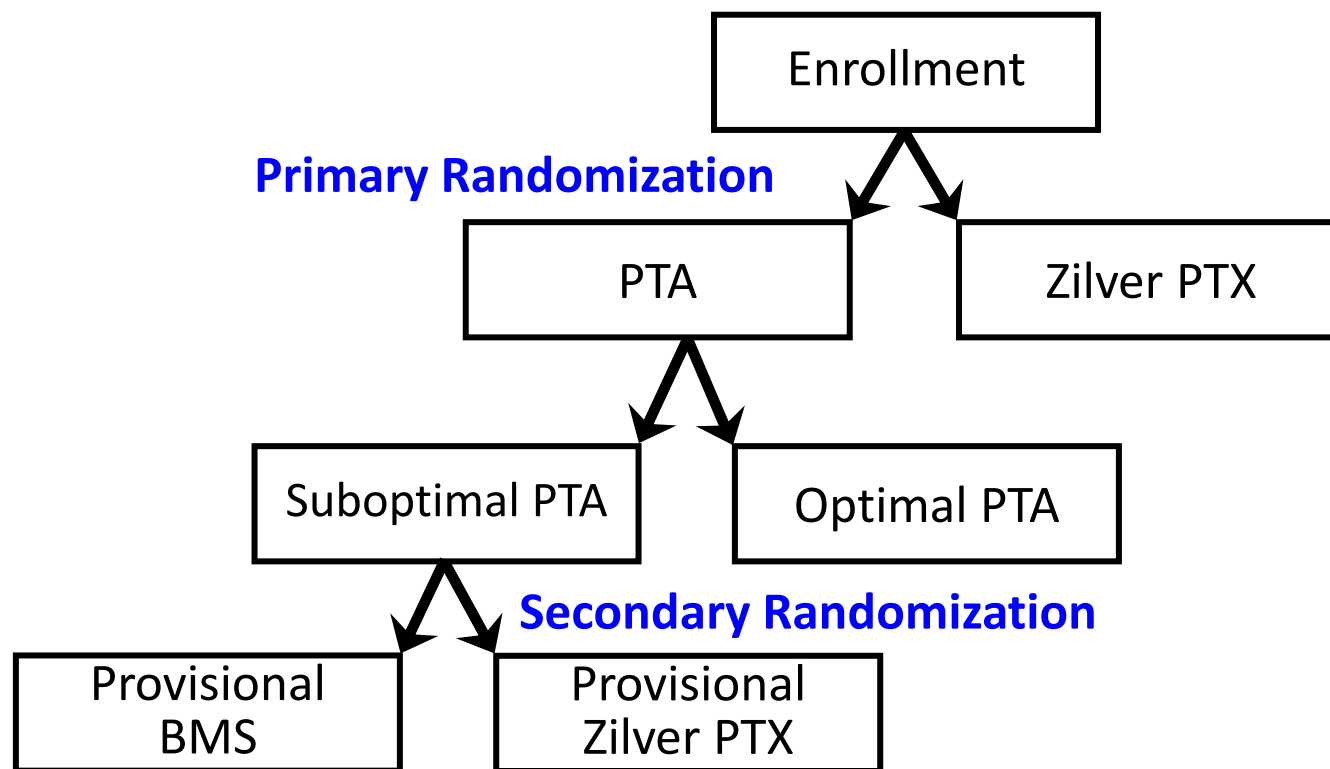 Enrollment
Primary Randomization
PTA
Zilver PTX
Suboptimal PTA
Optimal PTA
Secondary Randomization
Provisional
BMS
Provisional
Zilver PTX